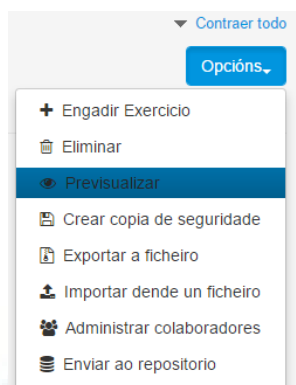 Contraer todo
Opcións
Engadir Exercicio
Eliminar
Previsualizar
Crear copia de seguridade
Exportar a ficheiro
Importar dende un ficheiro
Administrar colaboradores
Enviar ao repositorio